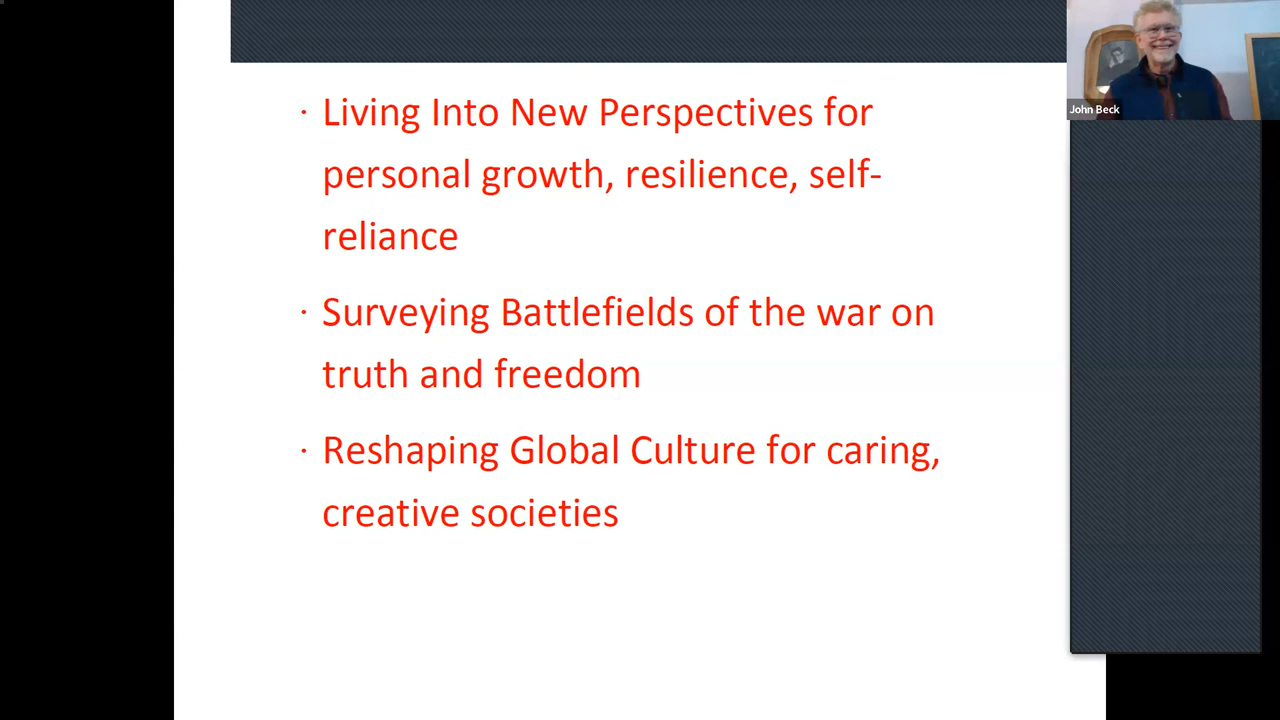 · Living Into New Perspectives for
personal growth, resilience, self-
reliance
· Surveying Battlefields of the war on
truth and freedom
· Reshaping Global Culture for caring,
creative societies
John Beck